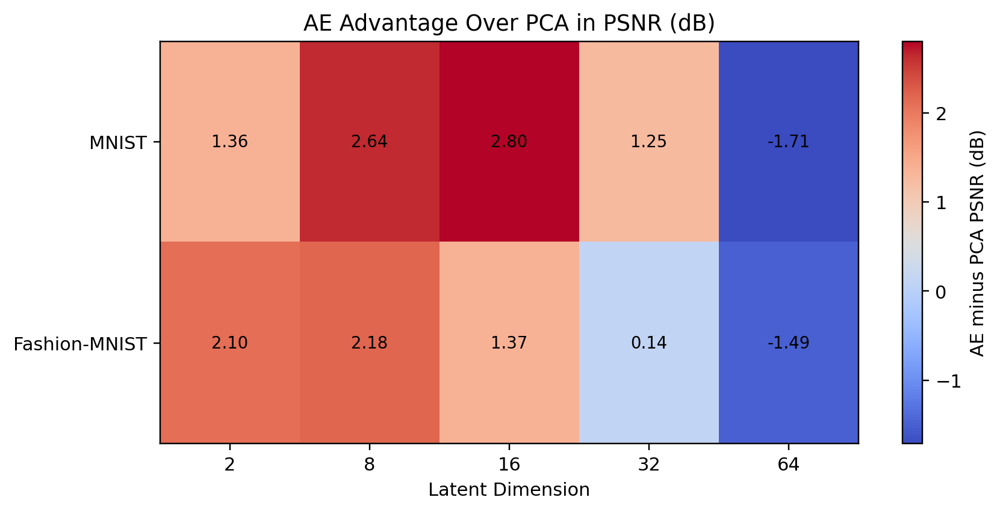 AE Advantage Over PCA in PSNR (dB)
MNIST
1.36 2.64 2.80 1.25 -1.71
Fashion-MNIST
2.10 2.18 1.37 0.14 -1.49
2 8 16 32 64
Latent Dimension
2
1
0
−1
AE minus PCA PSNR (dB)